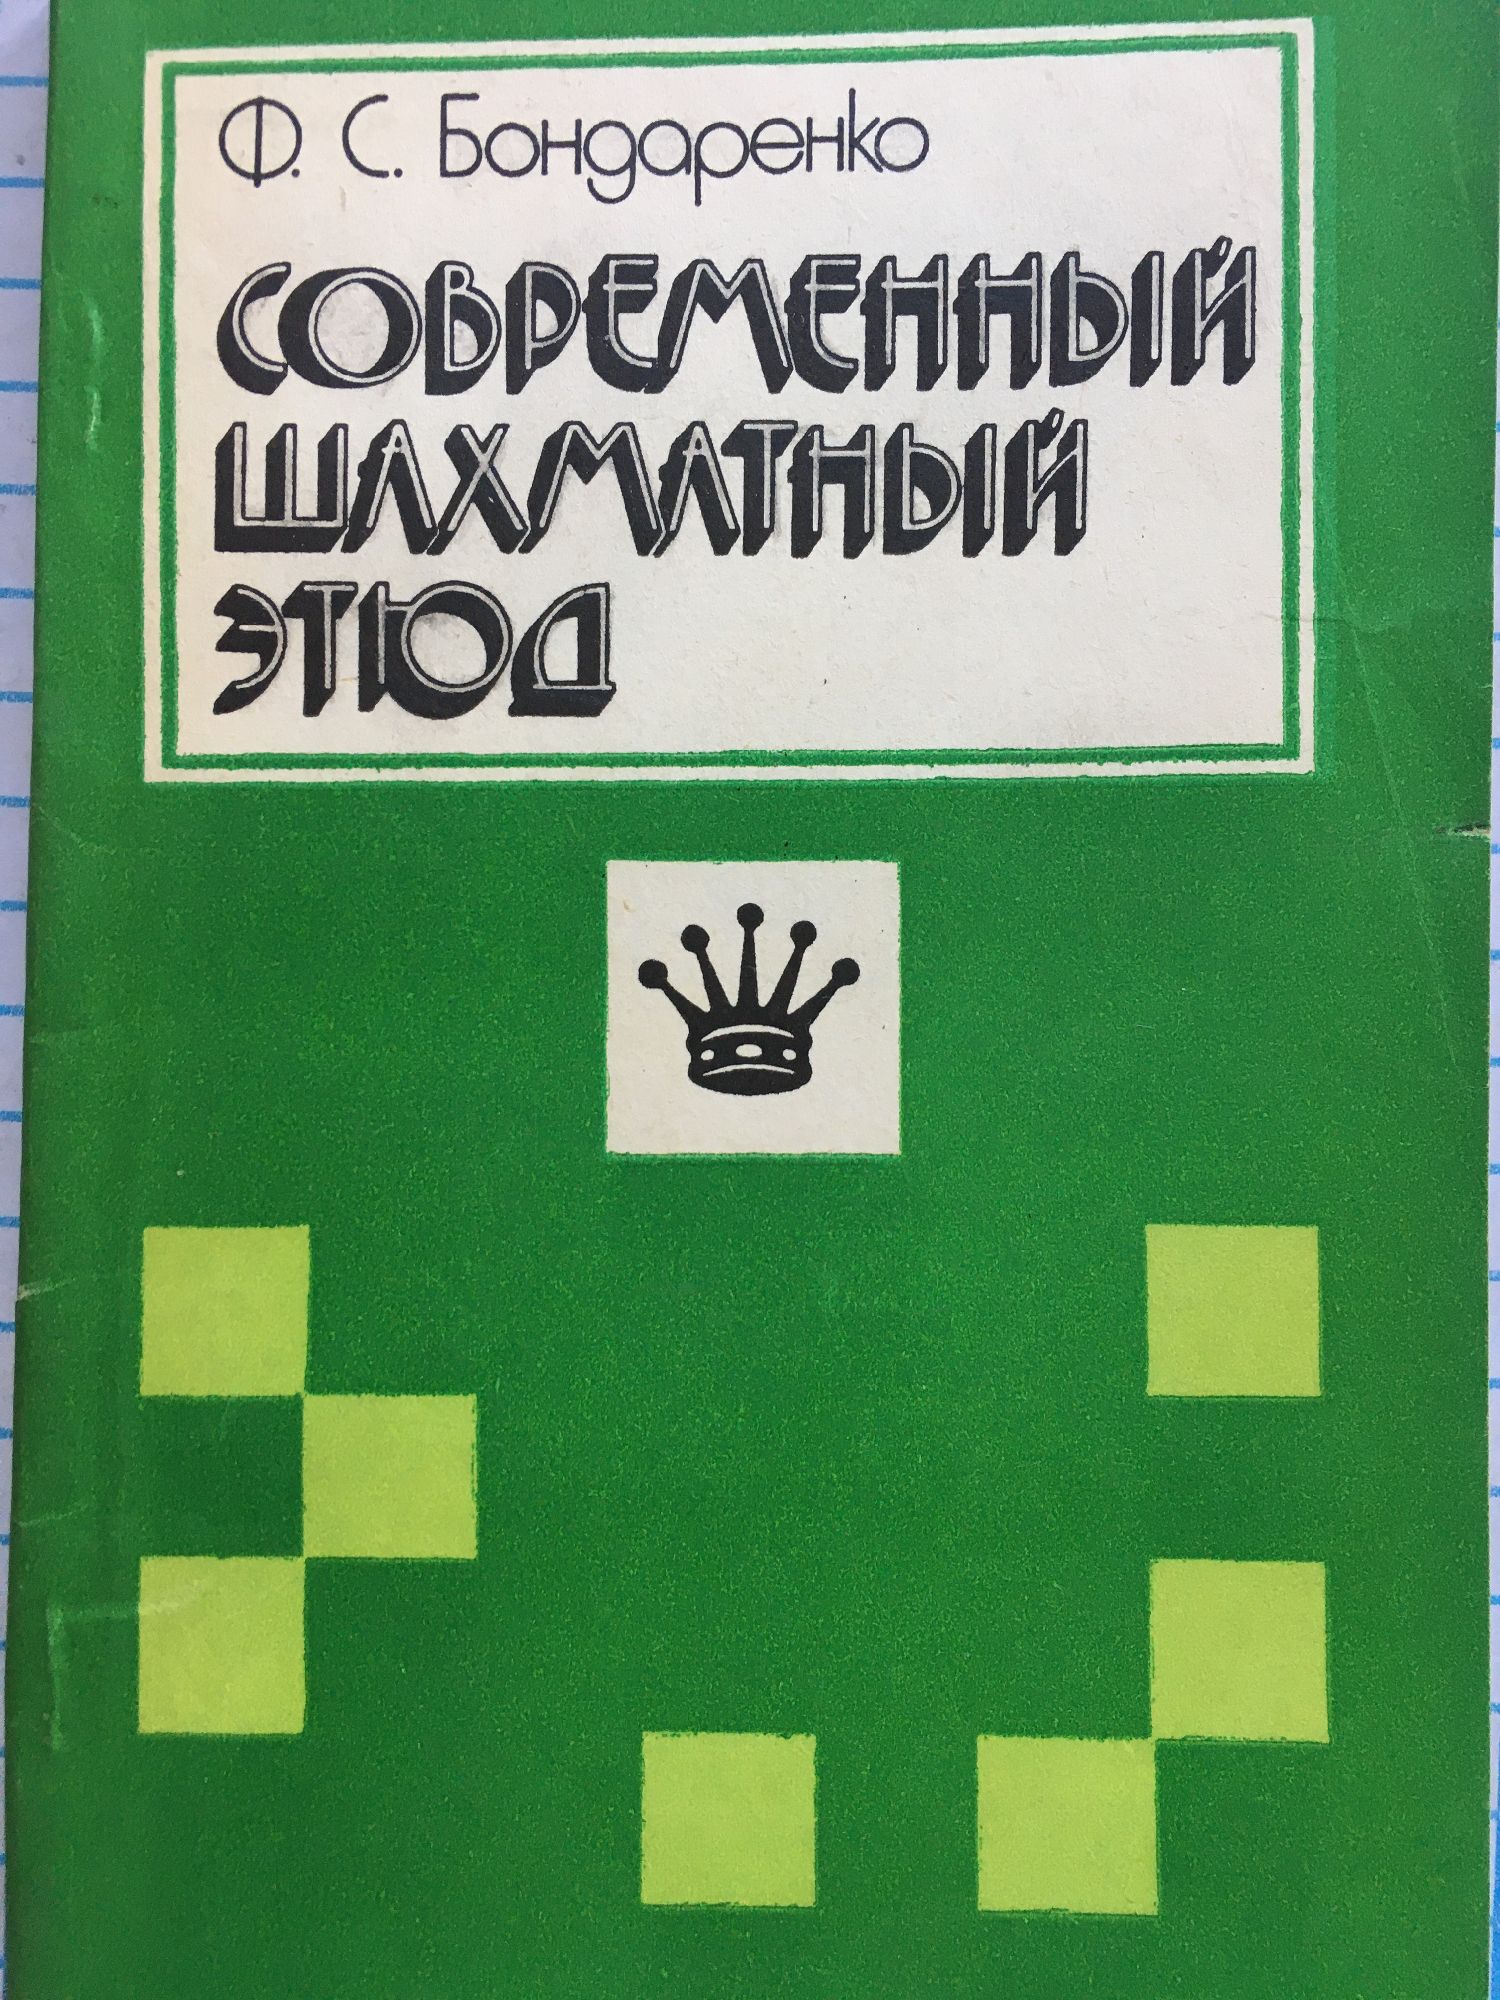 Ф. С. Бондаренко
СОВРЕМЕННЫЙ
ШАХМАТНЫЙ
ЭТЮД